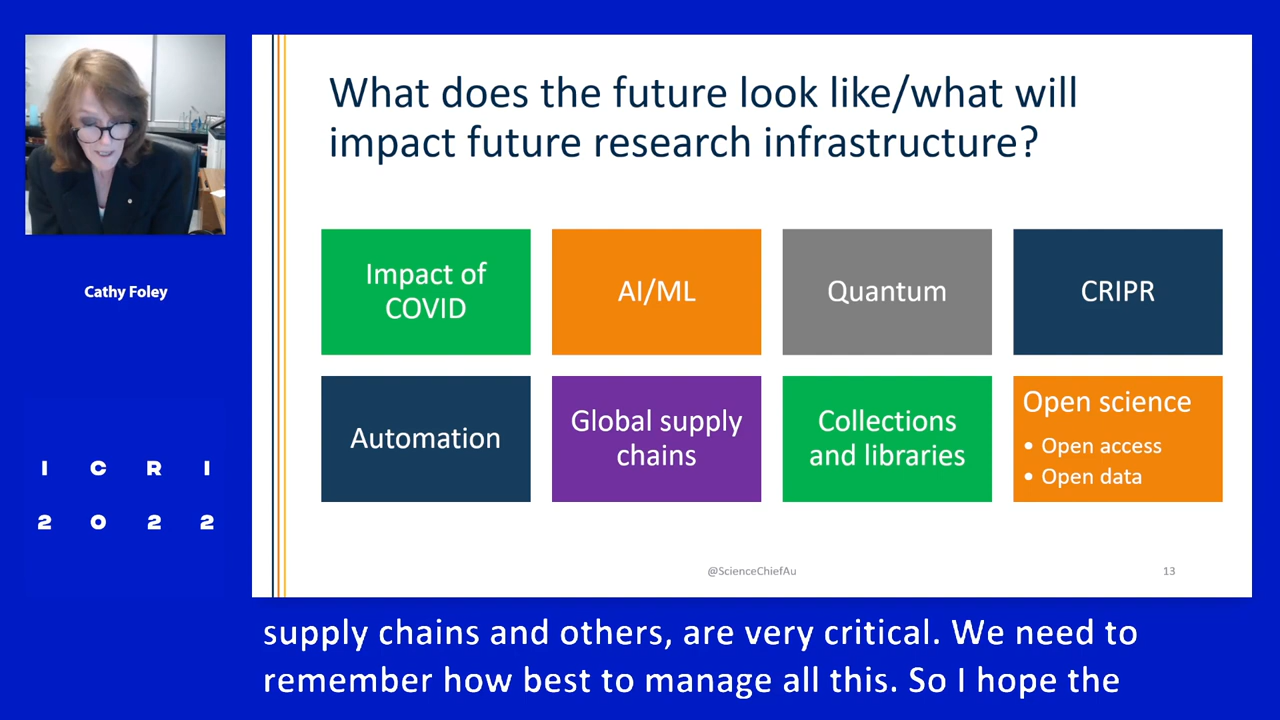 Cathy Foley
I C R I
2 0 2 2
What does the future look like/what will
impact future research infrastructure?
Impact of
COVID
AI/ML
Quantum
CRIPR
Automation
Global supply
chains
Collections
and libraries
Open science
• Open access
• Open data
@ScienceChiefAu
13
supply chains and others, are very critical. We need to
remember how best to manage all this. So I hope the